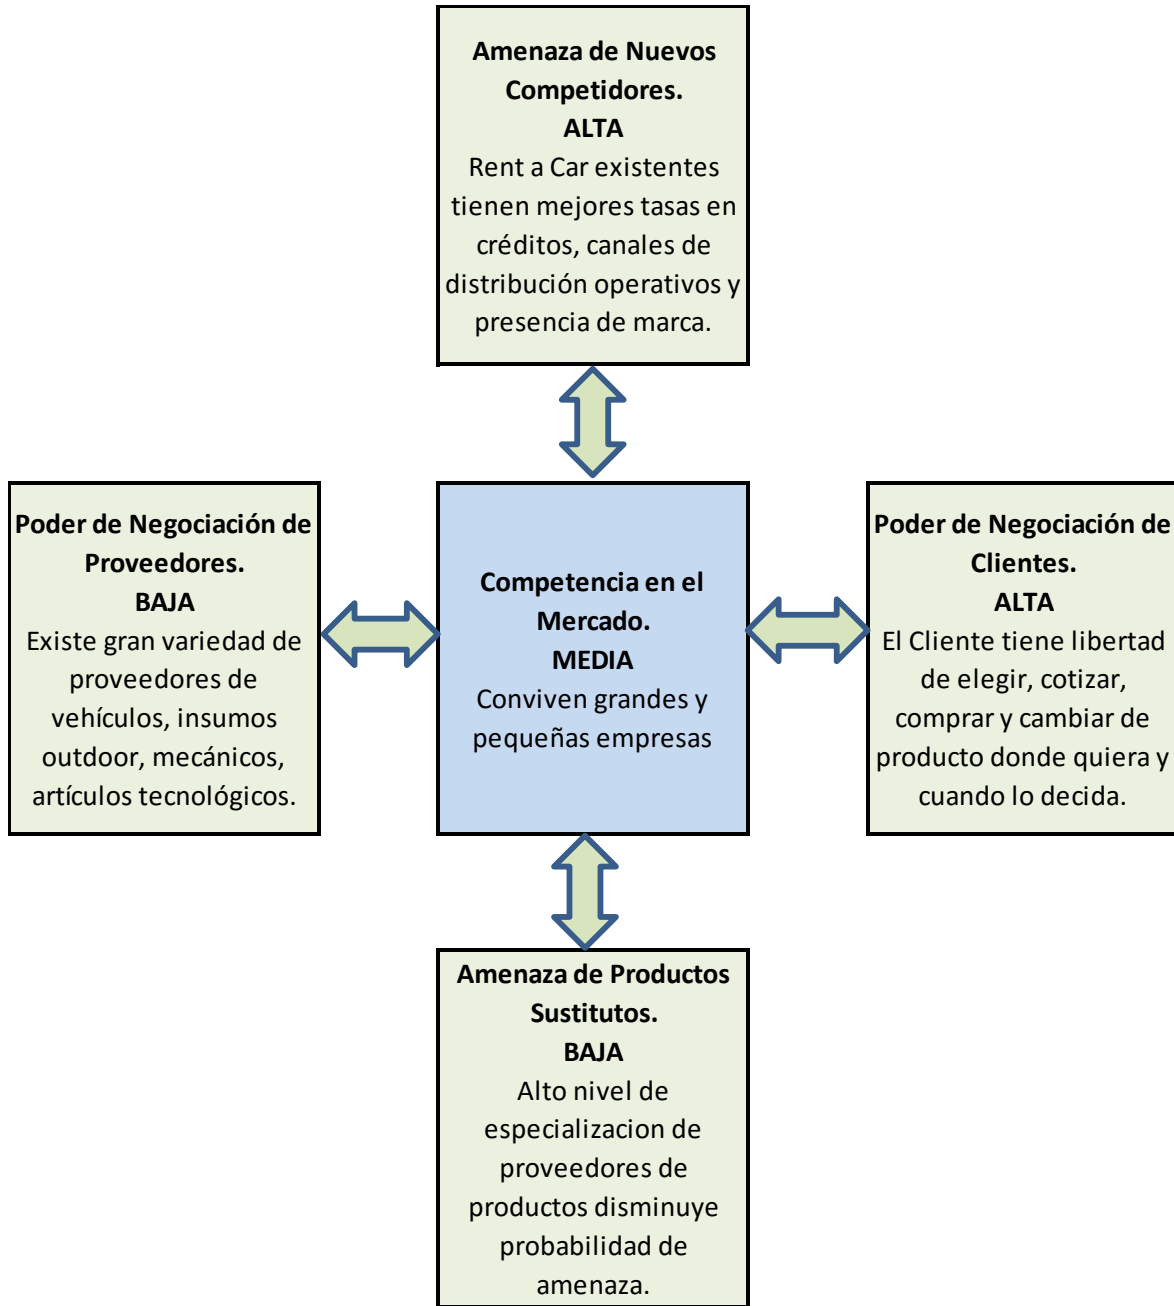 Amenaza de Nuevos
Competidores.
ALTA
Rent a Car existentes
tienen mejores tasas en
créditos, canales de
distribución operativos y
presencia de marca.
Poder de Negociación de
Proveedores.
BAJA
Existe gran variedad de
proveedores de
vehículos, insumos
outdoor, mecánicos,
artículos tecnológicos.
Competencia en el
Mercado.
MEDIA
Conviven grandes y
pequeñas empresas
Poder de Negociación de
Clientes.
ALTA
El Cliente tiene libertad
de elegir, cotizar,
comprar y cambiar de
producto donde quiera y
cuando lo decida.
Amenaza de Productos
Sustitutos.
BAJA
Alto nivel de
especializacion de
proveedores de
productos disminuye
probabilidad de
amenaza.